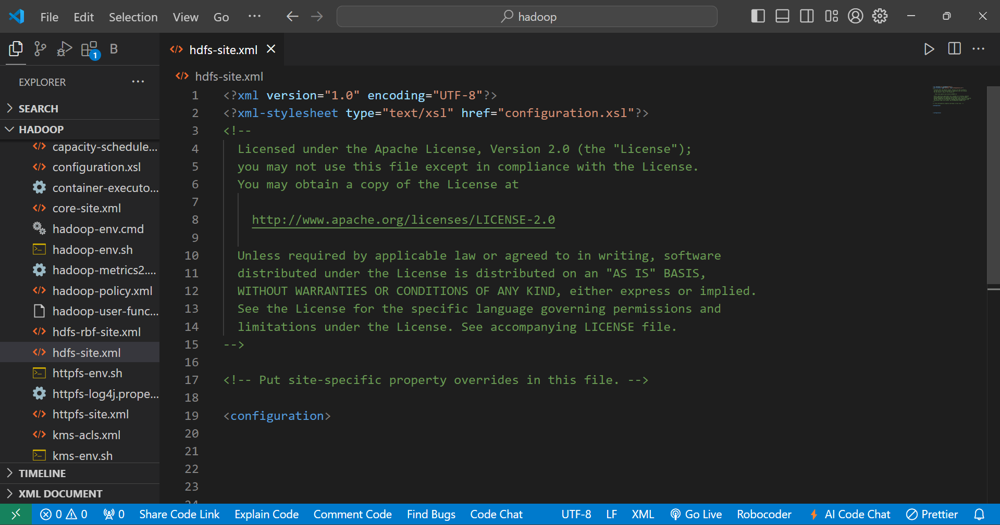 File Edit Selection View Go ··· hadoop
1 B
hdfs-site.xml
EXPLORER ···
SEARCH
HADOOP
capacity-schedule...
configuration.xsl
container-executo...
core-site.xml
hadoop-env.cmd
hadoop-env.sh
hadoop-metrics2....
hadoop-policy.xml
hadoop-user-func...
hdfs-rbf-site.xml
hdfs-site.xml
httpfs-env.sh
httpfs-log4j.prope...
httpfs-site.xml
kms-acls.xml
kms-env.sh
TIMELINE
XML DOCUMENT
hdfs-site.xml
1 <?xml version="1.0" encoding="UTF-8"?>
2 <?xml-stylesheet type="text/xsl" href="configuration.xsl"?>
3 <!--
4 Licensed under the Apache License, Version 2.0 (the "License");
5 you may not use this file except in compliance with the License.
6 You may obtain a copy of the License at
7
8 http://www.apache.org/licenses/LICENSE-2.0
9
10 Unless required by applicable law or agreed to in writing, software
11 distributed under the License is distributed on an "AS IS" BASIS,
12 WITHOUT WARRANTIES OR CONDITIONS OF ANY KIND, either express or implied.
13 See the License for the specific language governing permissions and
14 limitations under the License. See accompanying LICENSE file.
15 -->
16
17 <!-- Put site-specific property overrides in this file. -->
18
19 <configuration>
20
21
22
23
24
0 0 0 Share Code Link Explain Code Comment Code Find Bugs Code Chat UTF-8 LF XML Go Live Robocoder AI Code Chat Prettier